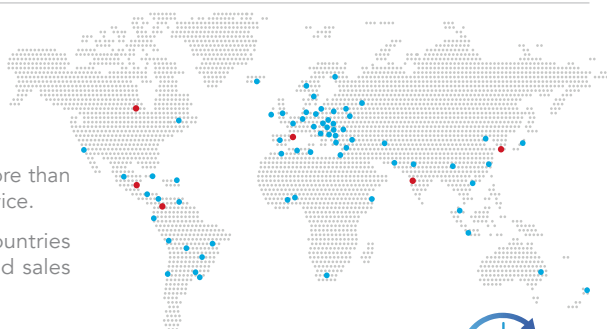 ore than
ice.
ountries
d sales